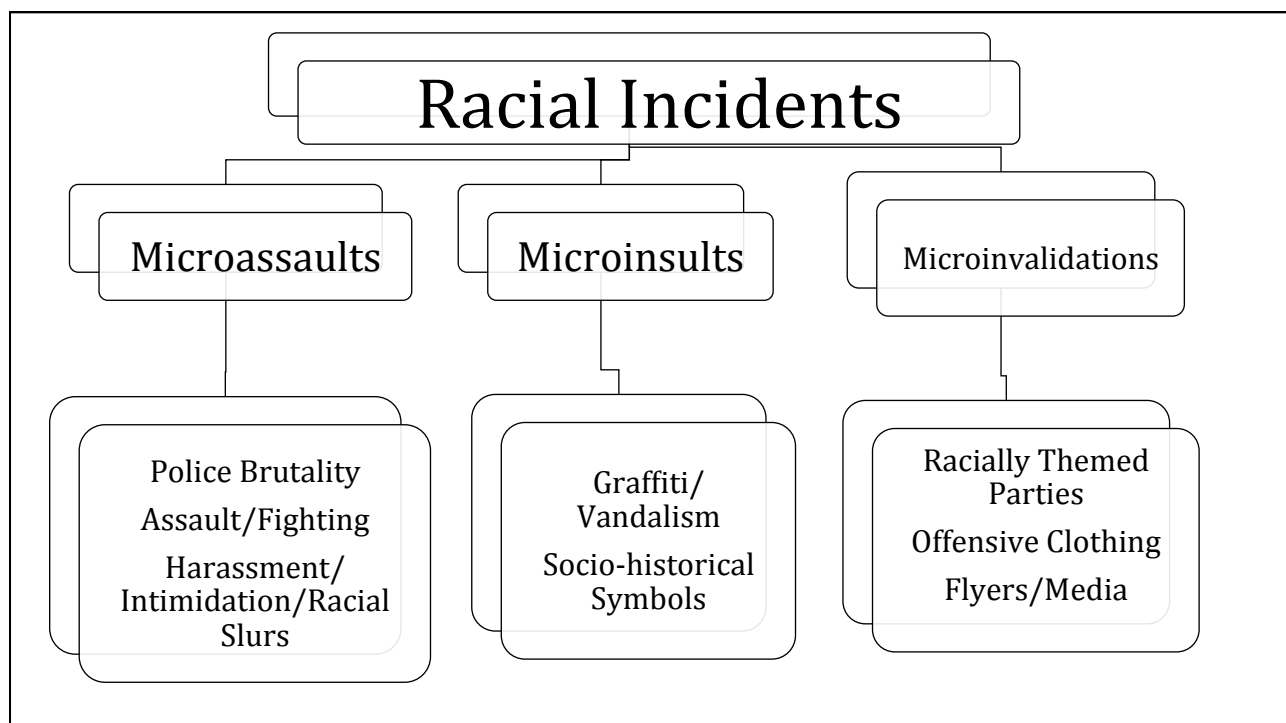 Racial Incidents
Microassaults
Microinsults
Microinvalidations
Police Brutality
Assault/Fighting
Harassment/
Intimidation/Racial
Slurs
Graffiti/
Vandalism
Socio-historical
Symbols
Racially Themed
Parties
Offensive Clothing
Flyers/Media